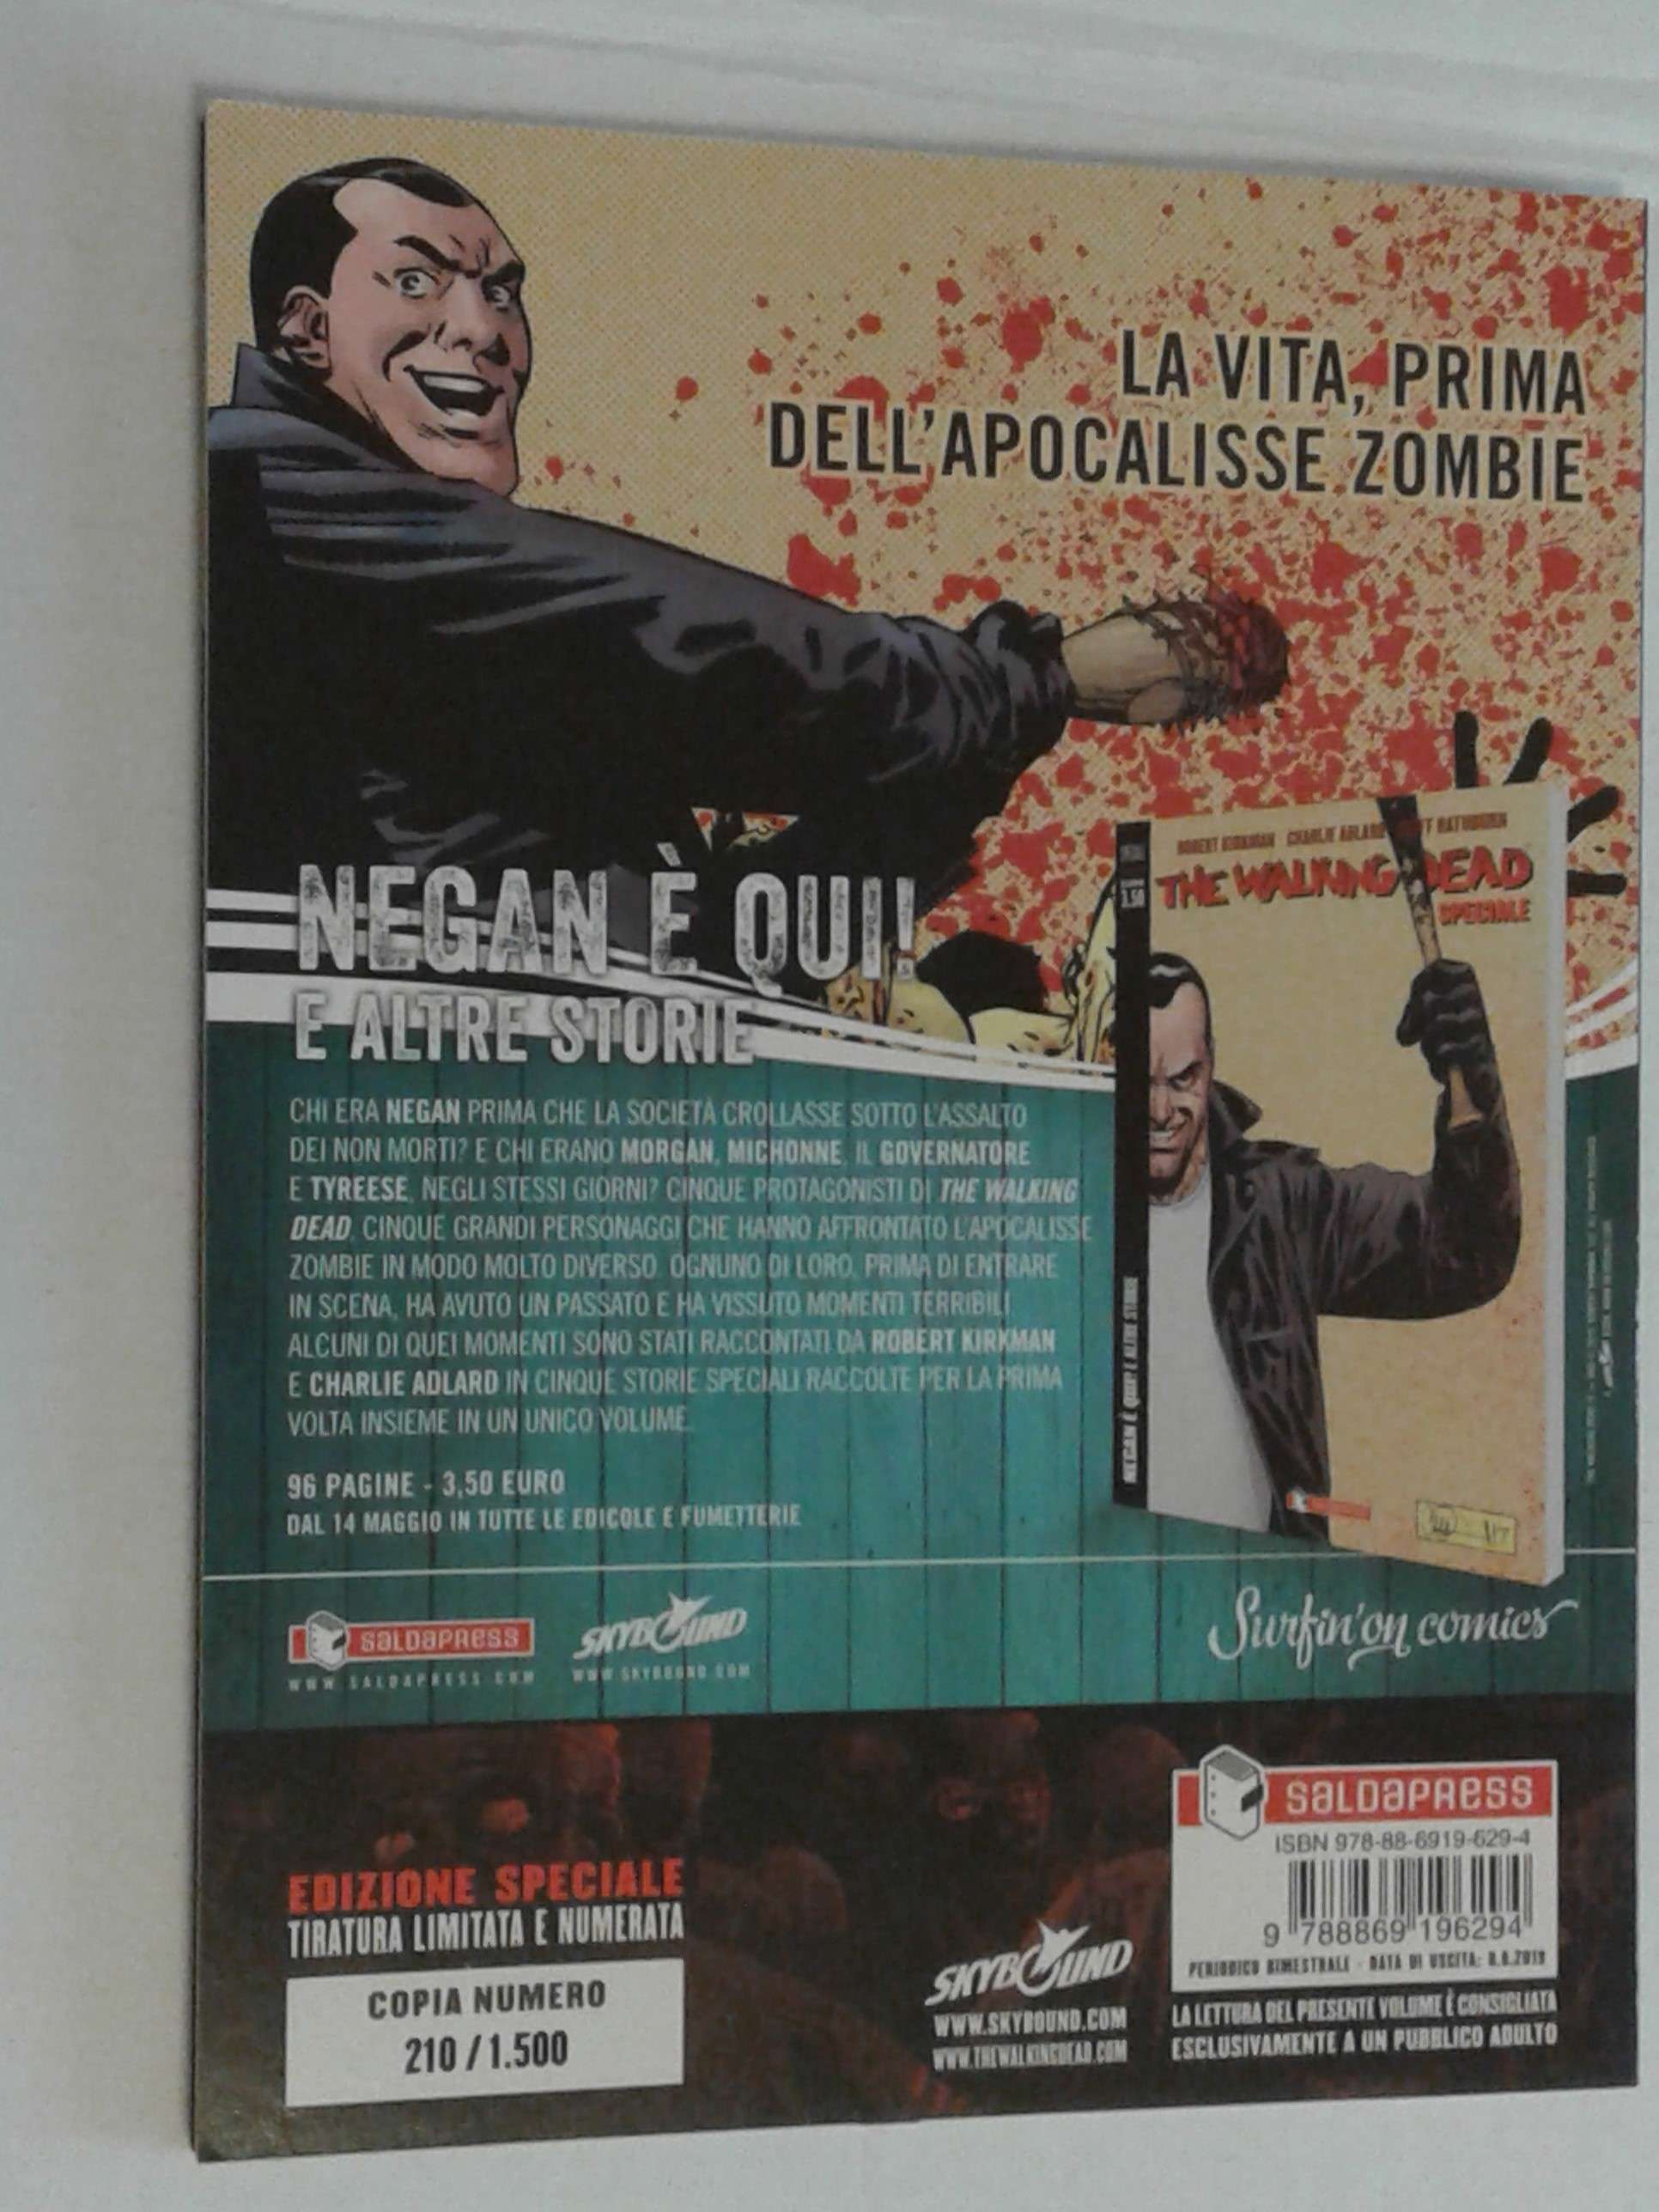 LA VITA, PRIMA
DELL'APOCALISSE ZOMBIE
NEGAN È QUI!
E ALTRE STORIE
CHI ERA NEGAN PRIMA CHE LA SOCIETÀ CROLLASSE SOTTO L'ASSALTO
DEI NON MORTI? E CHI ERANO MORGAN, MICHONNE, IL GOVERNATORE
E TYREESE, NEGLI STESSI GIORNI? CINQUE PROTAGONISTI DI THE WALKING
DEAD, CINQUE GRANDI PERSONAGGI CHE HANNO AFFRONTATO L'APOCALISSE
ZOMBIE IN MODO MOLTO DIVERSO. OGNUNO DI LORO, PRIMA DI ENTRARE
IN SCENA, HA AVUTO UN PASSATO E HA VISSUTO MOMENTI TERRIBILI.
ALCUNI DI QUEI MOMENTI SONO STATI RACCONTATI DA ROBERT KIRKMAN
E CHARLIE ADLARD IN CINQUE STORIE SPECIALI RACCOLTE PER LA PRIMA
VOLTA INSIEME IN UN UNICO VOLUME.
96 PAGINE - 3,50 EURO
DAL 14 MAGGIO IN TUTTE LE EDICOLE E FUMETTERIE
ROBERT KIRKMAN CHARLIE ADLARD RATHBURN
THE WALKING DEAD
SPECIALE
3,50
NEGAN È QUI! E ALTRE STORIE
SALDAPRESS
WWW.SALDAPRESS.COM
SKYBOUND
WWW.SKYBOUND.COM
Surfin' on comics
EDIZIONE SPECIALE
TIRATURA LIMITATA E NUMERATA
COPIA NUMERO
210 / 1.500
SKYBOUND
WWW.SKYBOUND.COM
WWW.THEWALKINGDEAD.COM
SALDAPRESS
ISBN 978-88-6919-629-4
9 788869 196294
PERIODICO BIMESTRALE - DATA DI USCITA: 8.6.2019
LA LETTURA DEL PRESENTE VOLUME È CONSIGLIATA
ESCLUSIVAMENTE A UN PUBBLICO ADULTO